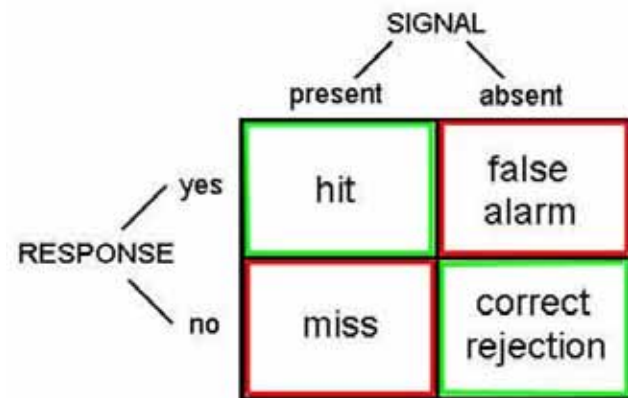 SIGNAL
present absent
yes hit false
alarm
RESPONSE
no miss correct
rejection